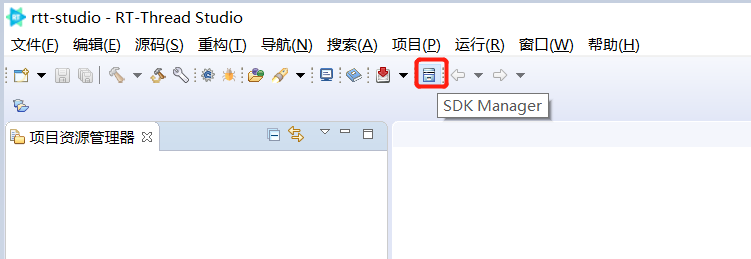 RT
rtt-studio - RT-Thread Studio
文件(F) 编辑(E) 源码(S) 重构(T) 导航(N) 搜索(A) 项目(P) 运行(R) 窗口(W) 帮助(H)
SDK Manager
项目资源管理器